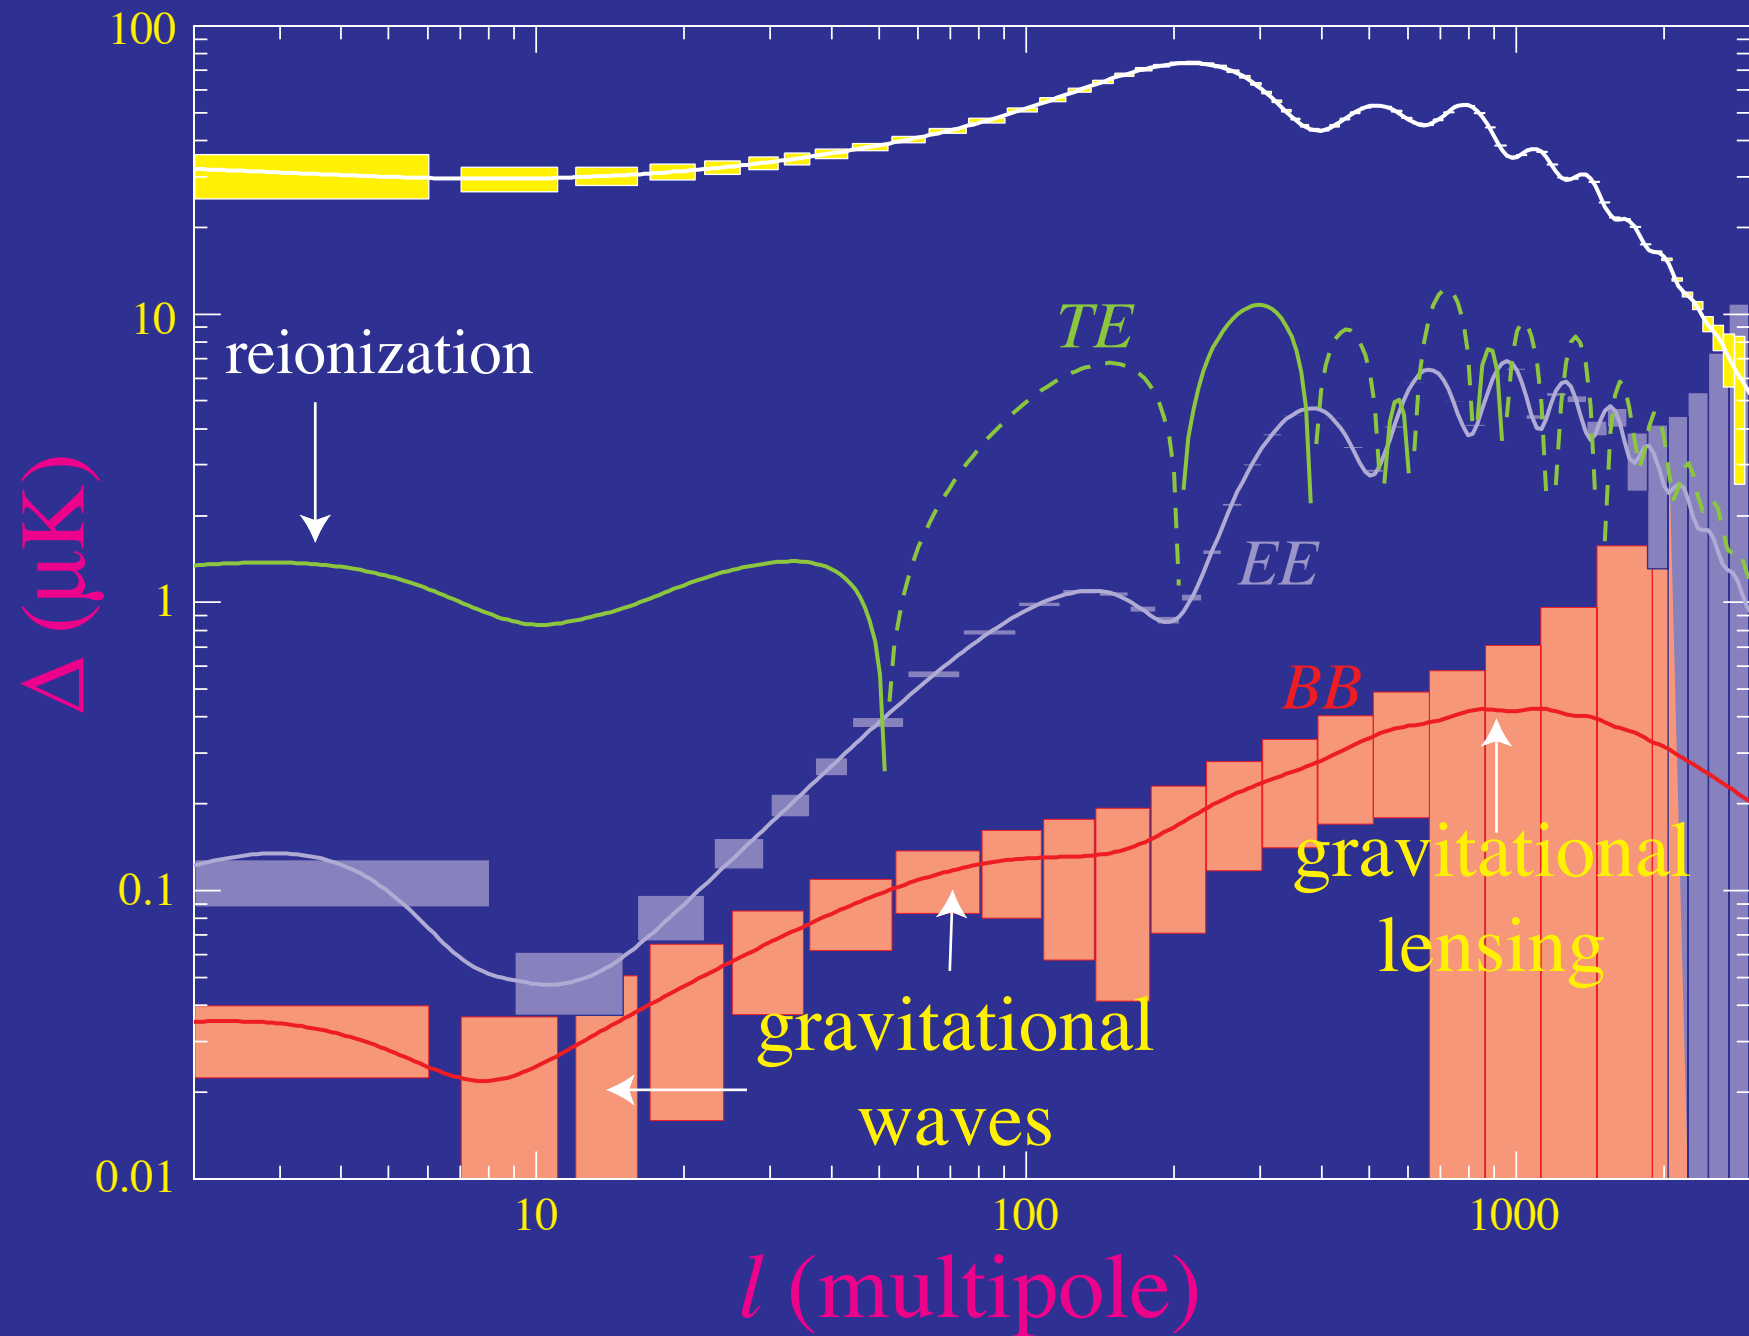 100
10
1
0.1
0.01
Δ (μK)
reionization
TE
EE
BB
gravitational
lensing
gravitational
waves
10
100
1000
l (multipole)